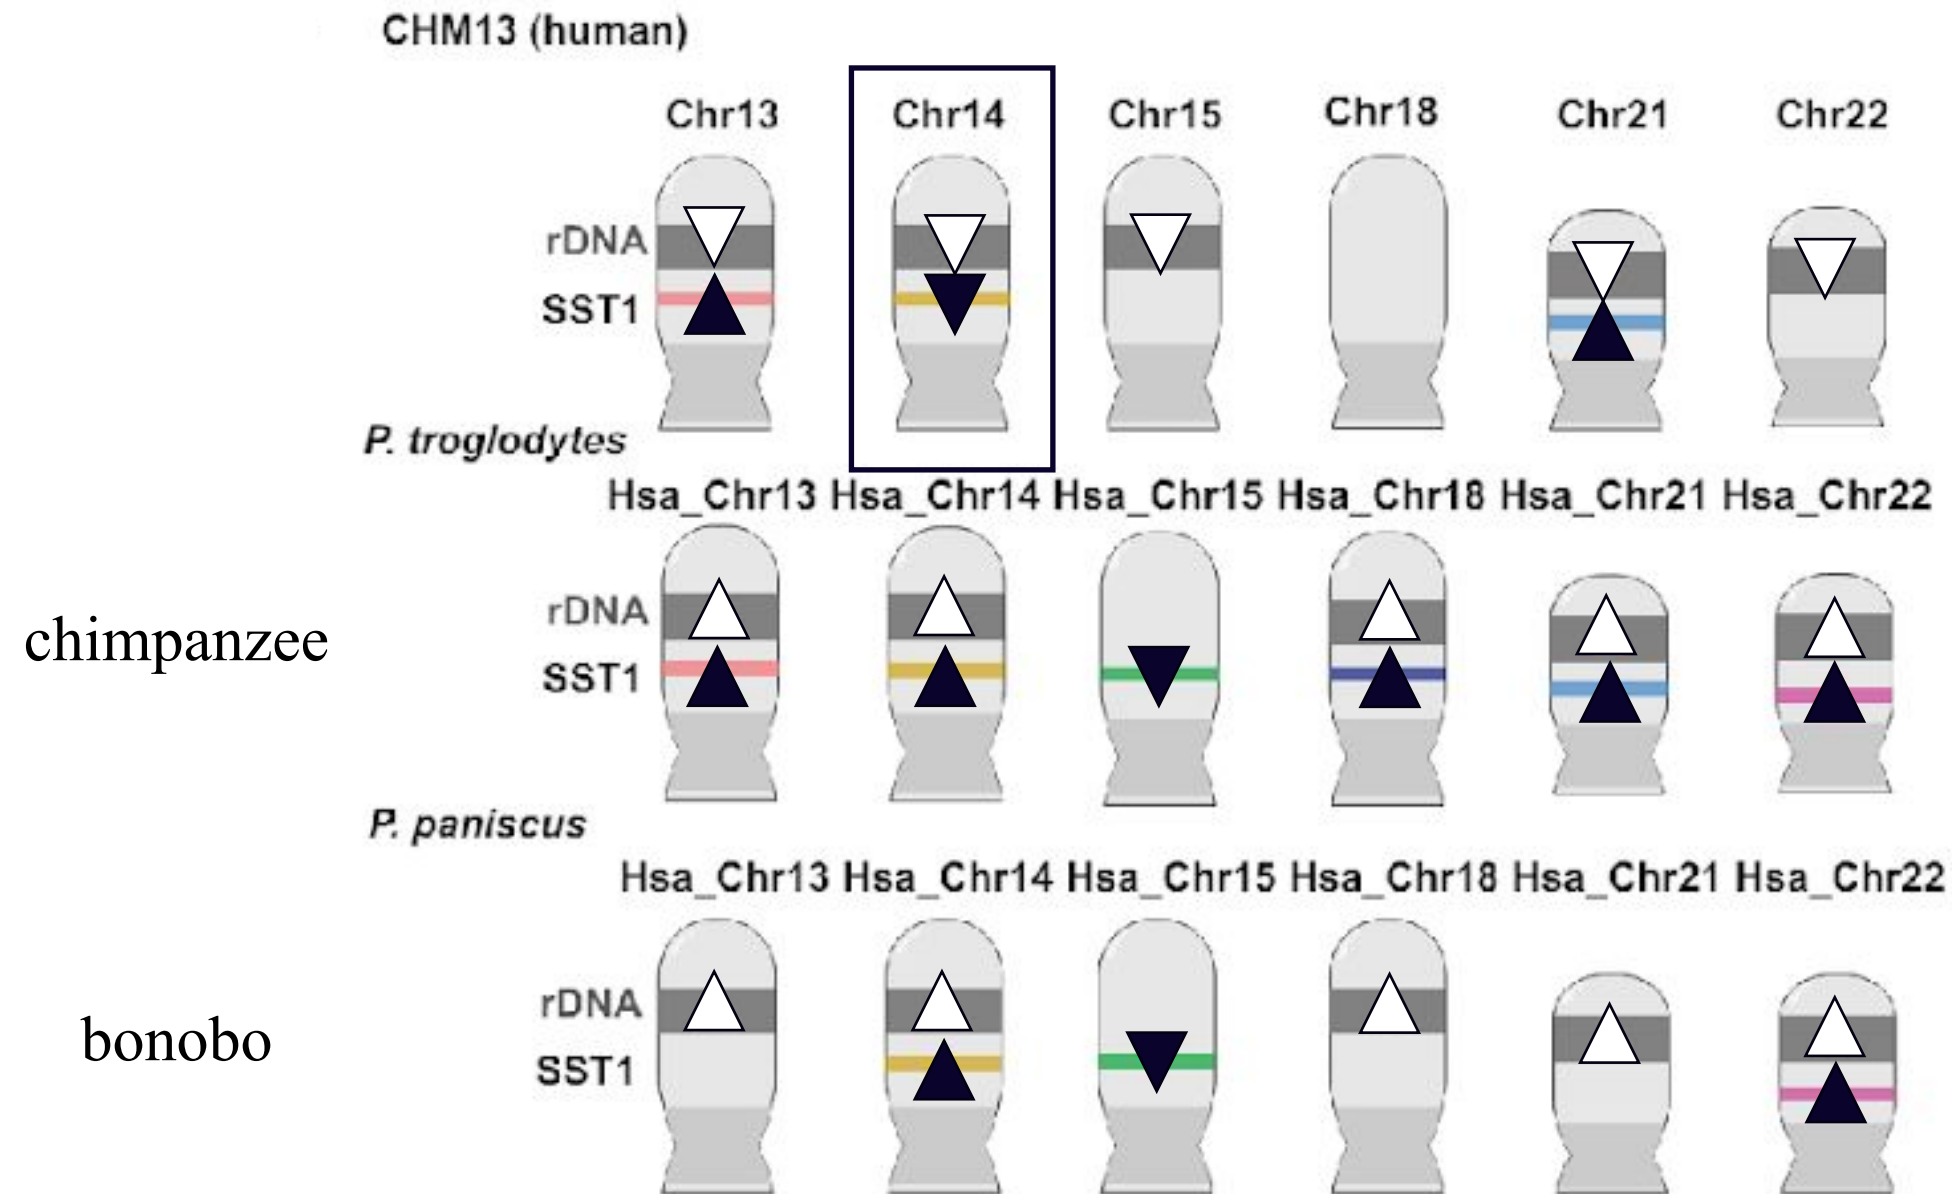 CHM13 (human)
Chr13 Chr14 Chr15 Chr18 Chr21 Chr22
rDNA
SST1
P. troglodytes
Hsa_Chr13 Hsa_Chr14 Hsa_Chr15 Hsa_Chr18 Hsa_Chr21 Hsa_Chr22
rDNA
chimpanzee
SST1
P. paniscus
Hsa_Chr13 Hsa_Chr14 Hsa_Chr15 Hsa_Chr18 Hsa_Chr21 Hsa_Chr22
rDNA
bonobo
SST1